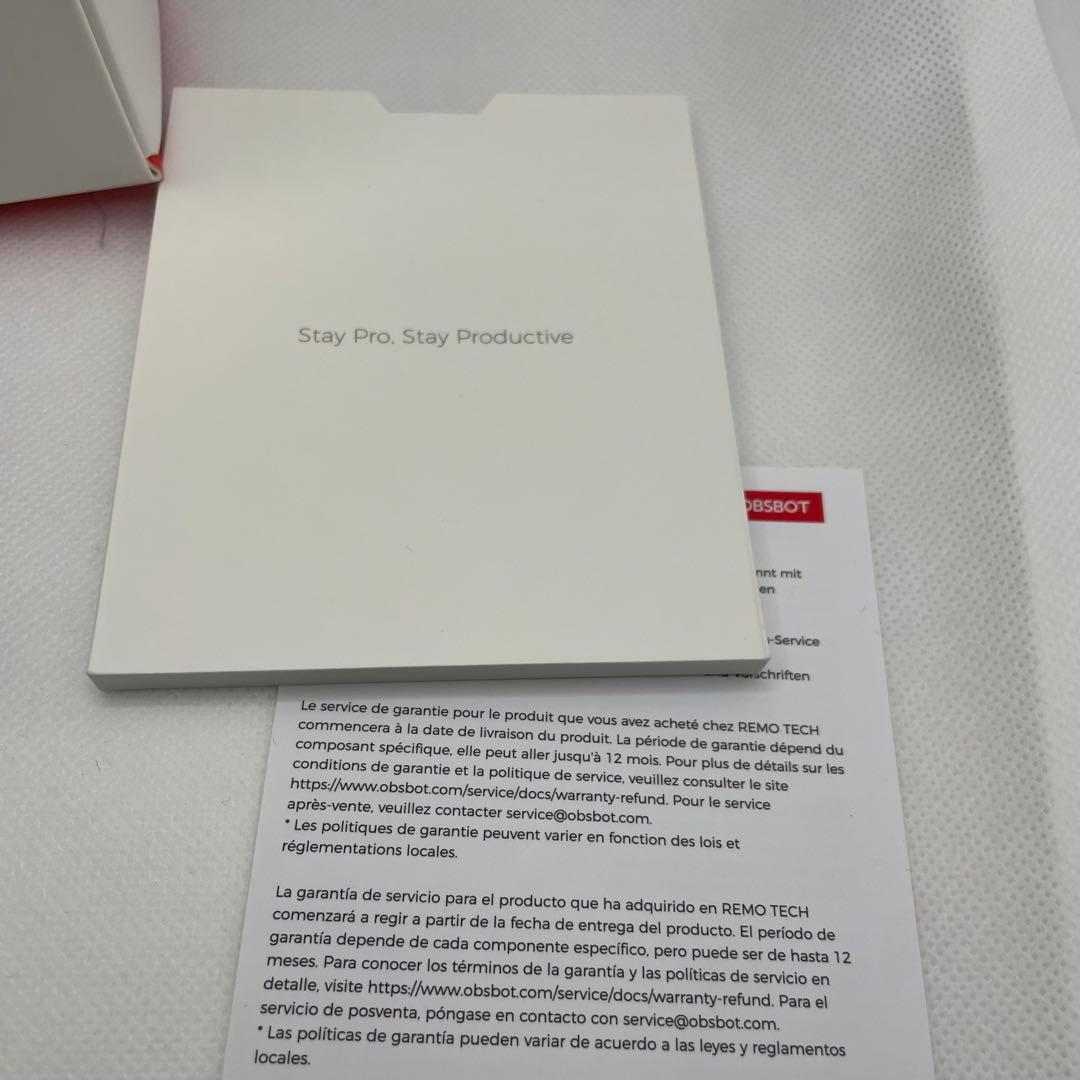 Stay Pro, Stay Productive
OBSBOT
nnt mit
en
-Service
schriften
Le service de garantie pour le produit que vous avez acheté chez REMO TECH
commencera à la date de livraison du produit. La période de garantie dépend du
composant spécifique, elle peut aller jusqu'à 12 mois. Pour plus de détails sur les
conditions de garantie et la politique de service, veuillez consulter le site
https://www.obsbot.com/service/docs/warranty-refund. Pour le service
après-vente, veuillez contacter service@obsbot.com.
* Les politiques de garantie peuvent varier en fonction des lois et
réglementations locales.
La garantía de servicio para el producto que ha adquirido en REMO TECH
comenzará a regir a partir de la fecha de entrega del producto. El período de
garantía depende de cada componente específico, pero puede ser de hasta 12
meses. Para conocer los términos de la garantía y las políticas de servicio en
detalle, visite https://www.obsbot.com/service/docs/warranty-refund. Para el
servicio de posventa, póngase en contacto con service@obsbot.com.
* Las políticas de garantía pueden variar de acuerdo a las leyes y reglamentos
locales.